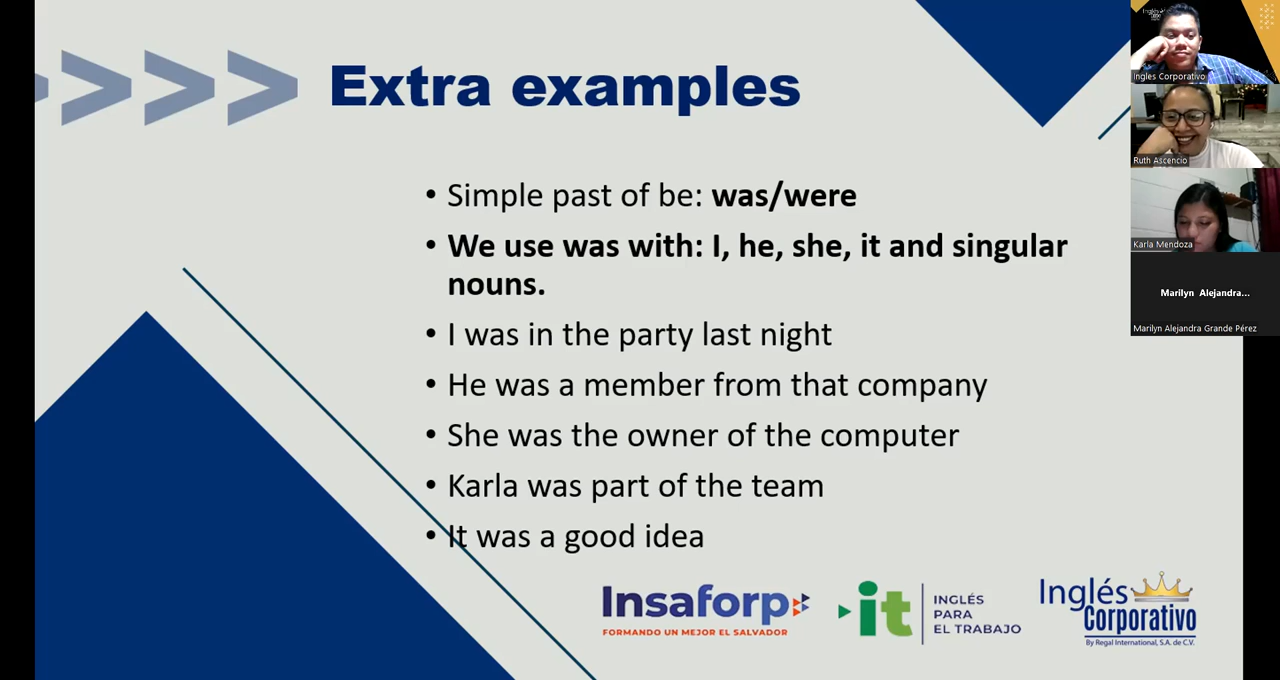 Extra examples
• Simple past of be: was/were
• We use was with: I, he, she, it and singular
nouns.
• I was in the party last night
• He was a member from that company
• She was the owner of the computer
• Karla was part of the team
• It was a good idea
Insaforp
FORMANDO UN MEJOR EL SALVADOR
it
INGLÉS
PARA
EL TRABAJO
Inglés
Corporativo
By Regal International, S.A. de C.V.
Ingles Corporativo
Ruth Ascencio
Karla Mendoza
Marilyn Alejandra...
Marilyn Alejandra Grande Pérez